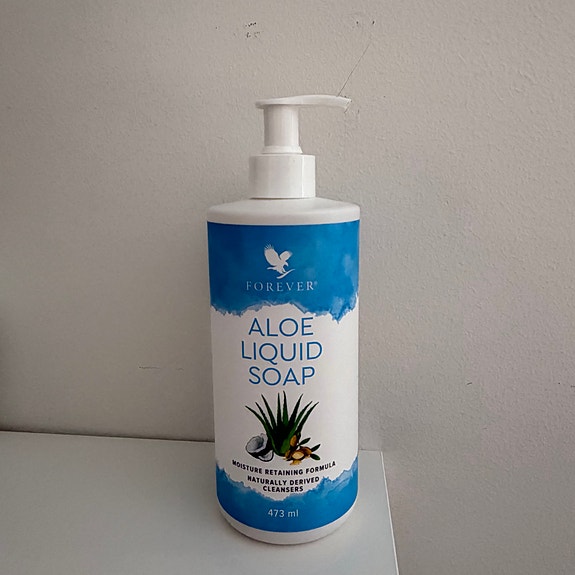 FOREVER®
ALOE
LIQUID
SOAP
MOISTURE RETAINING FORMULA
NATURALLY DERIVED
CLEANSERS
473 ml